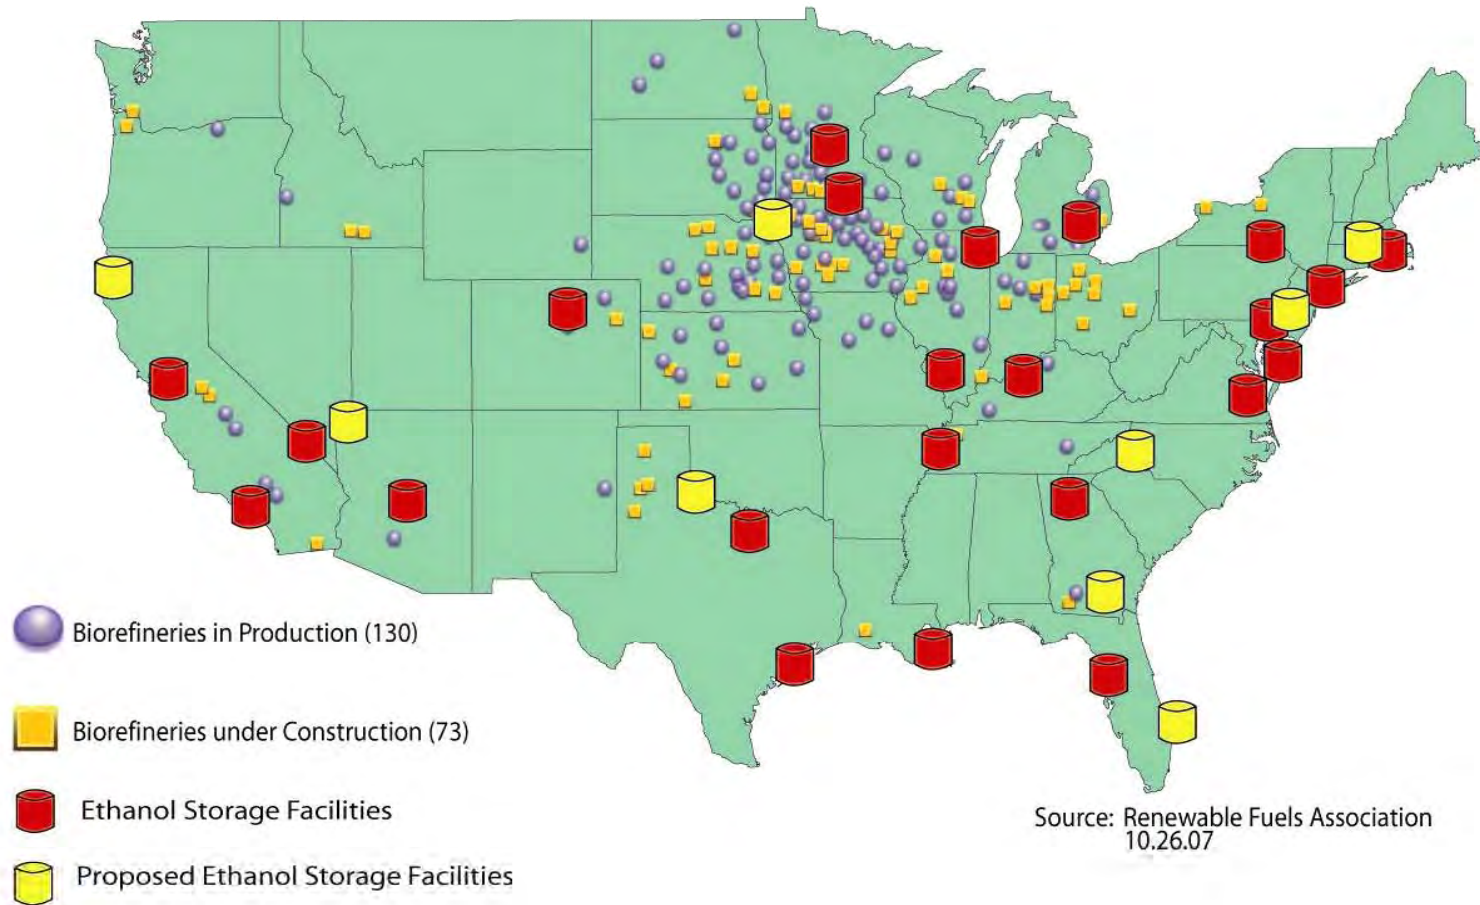 Biorefineries in Production (130)
Biorefineries under Construction (73)
Ethanol Storage Facilities
Proposed Ethanol Storage Facilities
Source: Renewable Fuels Association
10.26.07